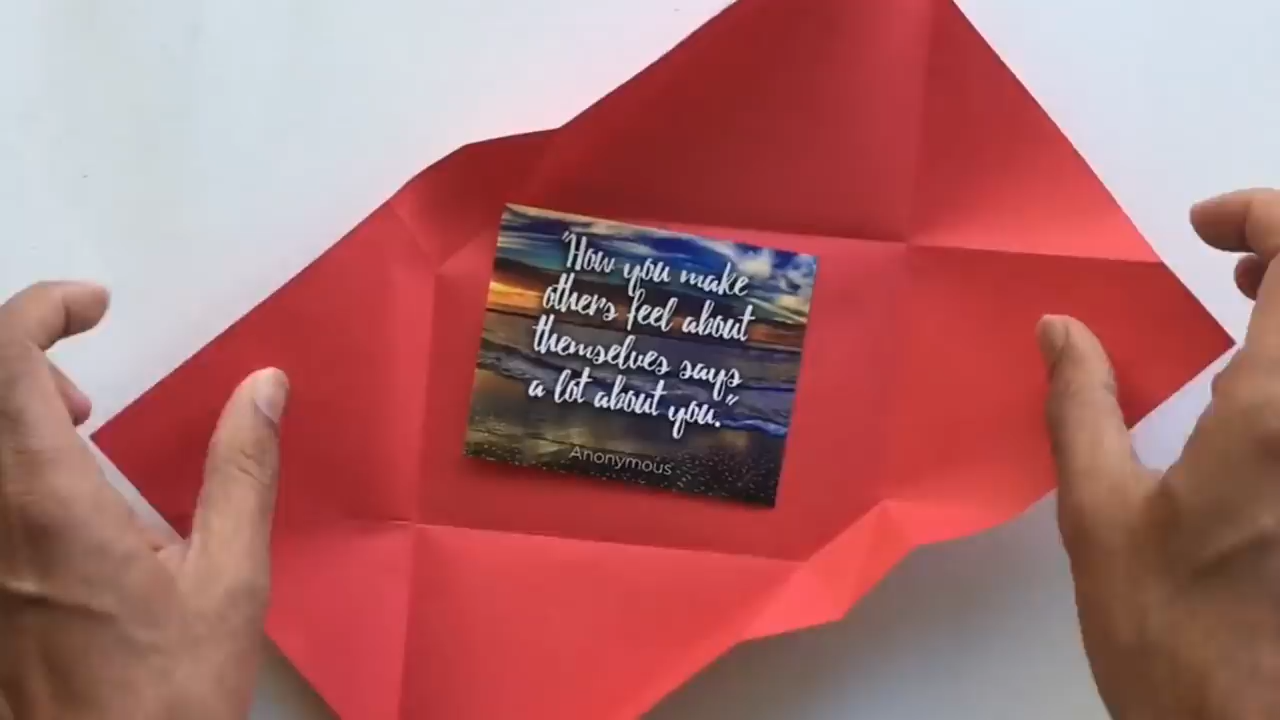 "How you make
others feel about
themselves says
a lot about you."
Anonymous